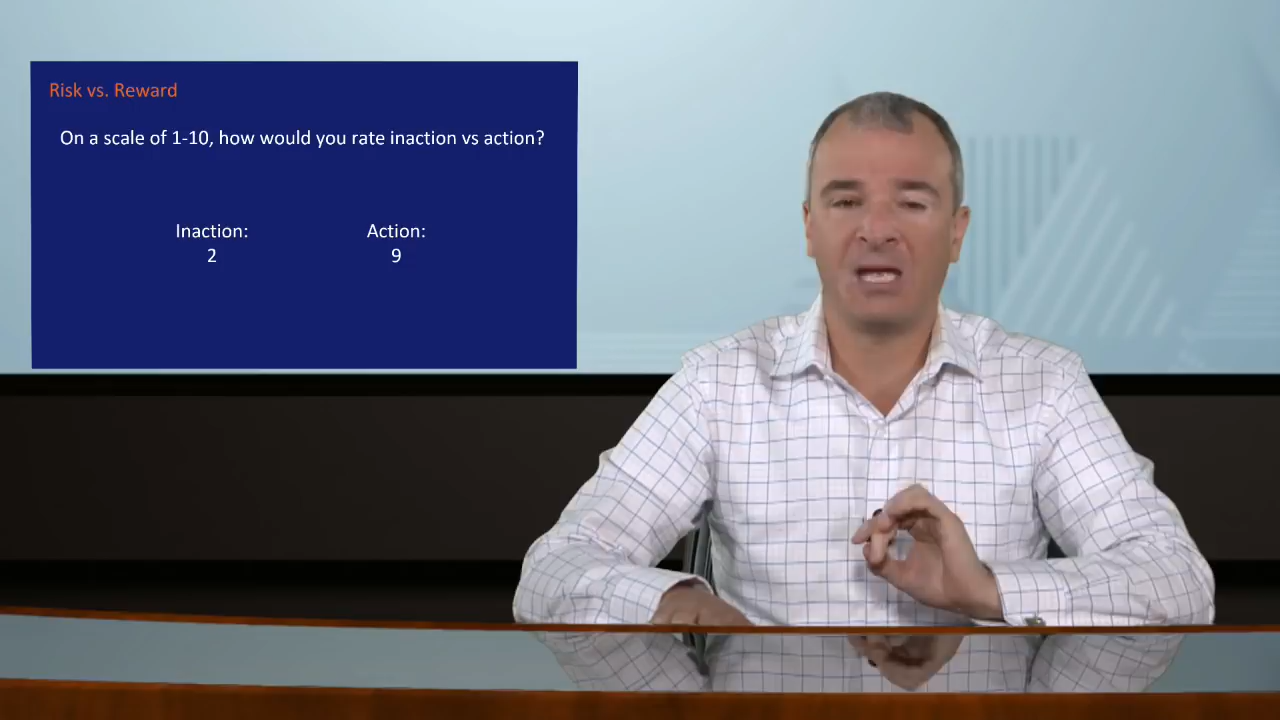 Risk vs. Reward
On a scale of 1-10, how would you rate inaction vs action?
Inaction: Action:
2 9